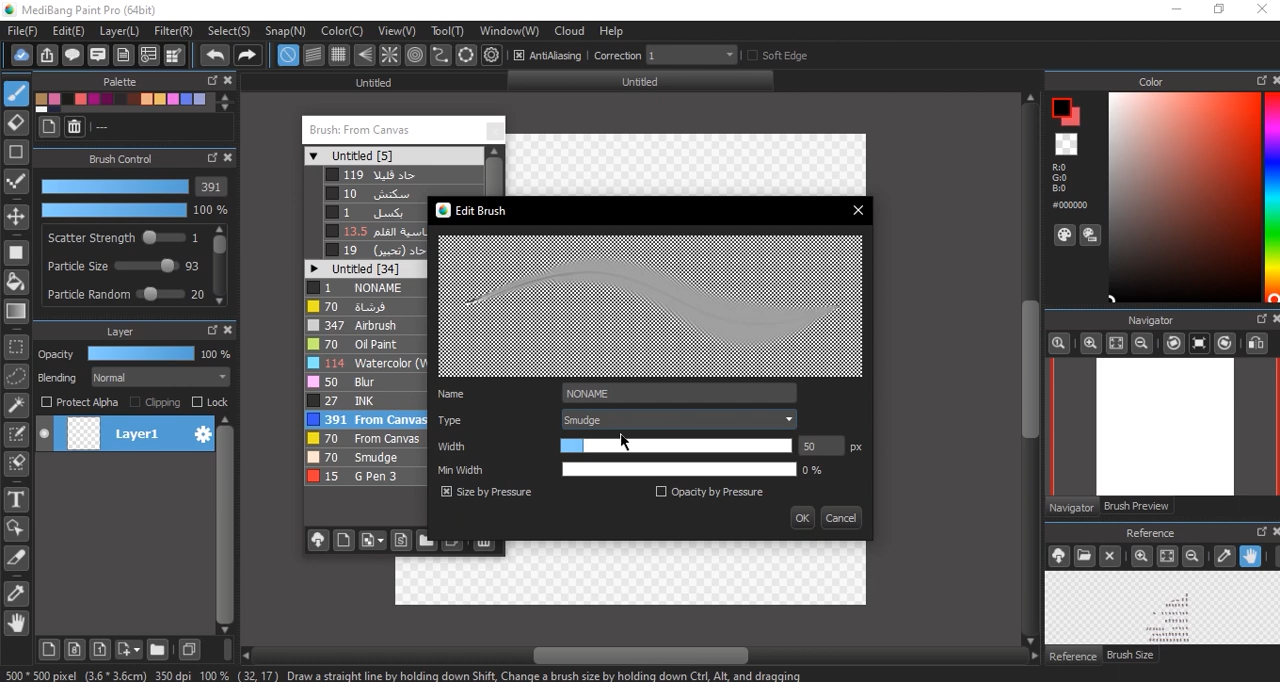 MediBang Paint Pro (64bit)
File(F) Edit(E) Layer(L) Filter(R) Select(S) Snap(N) Color(C) View(V) Tool(T) Window(W) Cloud Help
AntiAliasing Correction 1 Soft Edge
Palette
Untitled
Untitled
Color
---
Brush Control
391
100 %
Scatter Strength 1
Particle Size 93
Particle Random 20
Layer
Opacity 100 %
Blending Normal
Protect Alpha Clipping Lock
Layer1
Brush: From Canvas
Untitled [5]
119 حاد قليلا
10 سكتش
1 بكسل
13.5 اسية القلم
19 حاد (تحبير)
Untitled [34]
1 NONAME
70 فرشاة
347 Airbrush
70 Oil Paint
114 Watercolor (W
50 Blur
27 INK
391 From Canvas
70 From Canvas
70 Smudge
15 G Pen 3
Edit Brush
Name NONAME
Type Smudge
Width 50 px
Min Width 0 %
Size by Pressure Opacity by Pressure
OK Cancel
R:0
G:0
B:0
#000000
Navigator
Navigator Brush Preview
Reference
Reference Brush Size
500 * 500 pixel (3.6 * 3.6cm) 350 dpi 100 % ( 32, 17 ) Draw a straight line by holding down Shift, Change a brush size by holding down Ctrl, Alt, and dragging